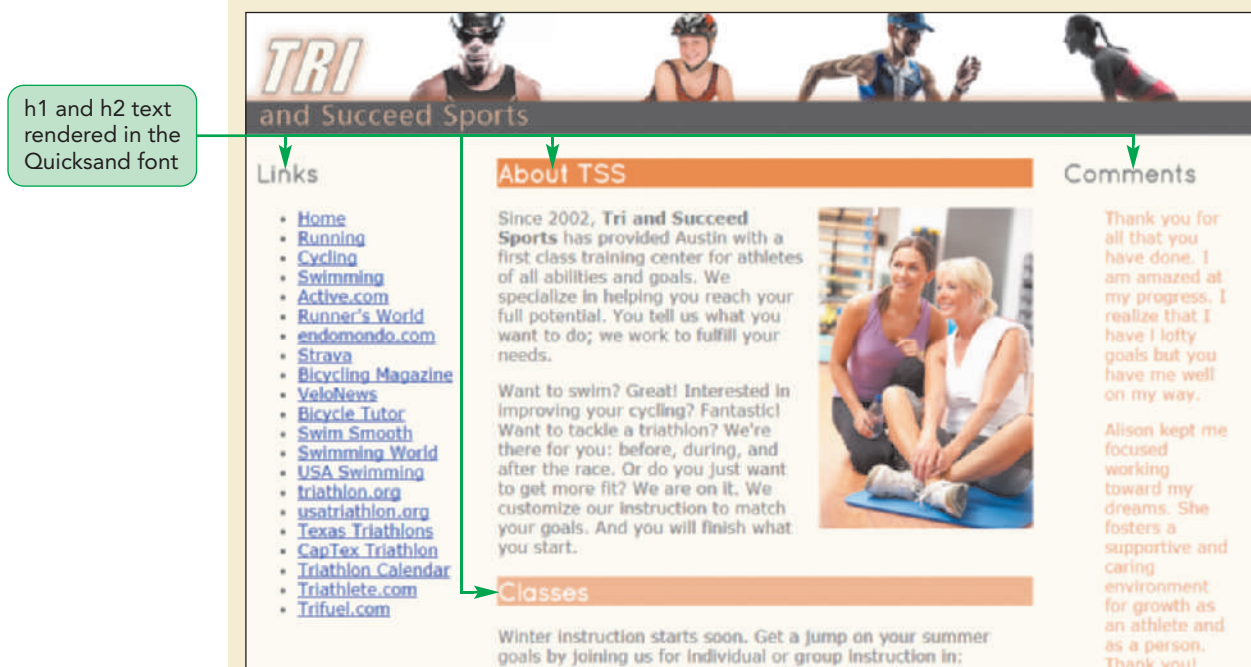 h1 and h2 text
rendered in the
Quicksand font
TRI
and Succeed Sports
Links
Home
Running
Cycling
Swimming
Active.com
Runner's World
endomondo.com
Strava
Bicycling Magazine
VeloNews
Bicycle Tutor
Swim Smooth
Swimming World
USA Swimming
triathlon.org
usatriathlon.org
Texas Triathlons
CapTex Triathlon
Triathlon Calendar
Triathlete.com
Trifuel.com
About TSS
Since 2002, Tri and Succeed
Sports has provided Austin with a
first class training center for athletes
of all abilities and goals. We
specialize in helping you reach your
full potential. You tell us what you
want to do; we work to fulfill your
needs.
Want to swim? Great! Interested in
improving your cycling? Fantastic!
Want to tackle a triathlon? We're
there for you: before, during, and
after the race. Or do you just want
to get more fit? We are on it. We
customize our instruction to match
your goals. And you will finish what
you start.
Classes
Winter instruction starts soon. Get a jump on your summer
goals by joining us for individual or group instruction in:
Comments
Thank you for
all that you
have done. I
am amazed at
my progress. I
realize that I
have l lofty
goals but you
have me well
on my way.
Alison kept me
focused
working
toward my
dreams. She
fosters a
supportive and
caring
environment
for growth as
an athlete and
as a person.
Thank you!